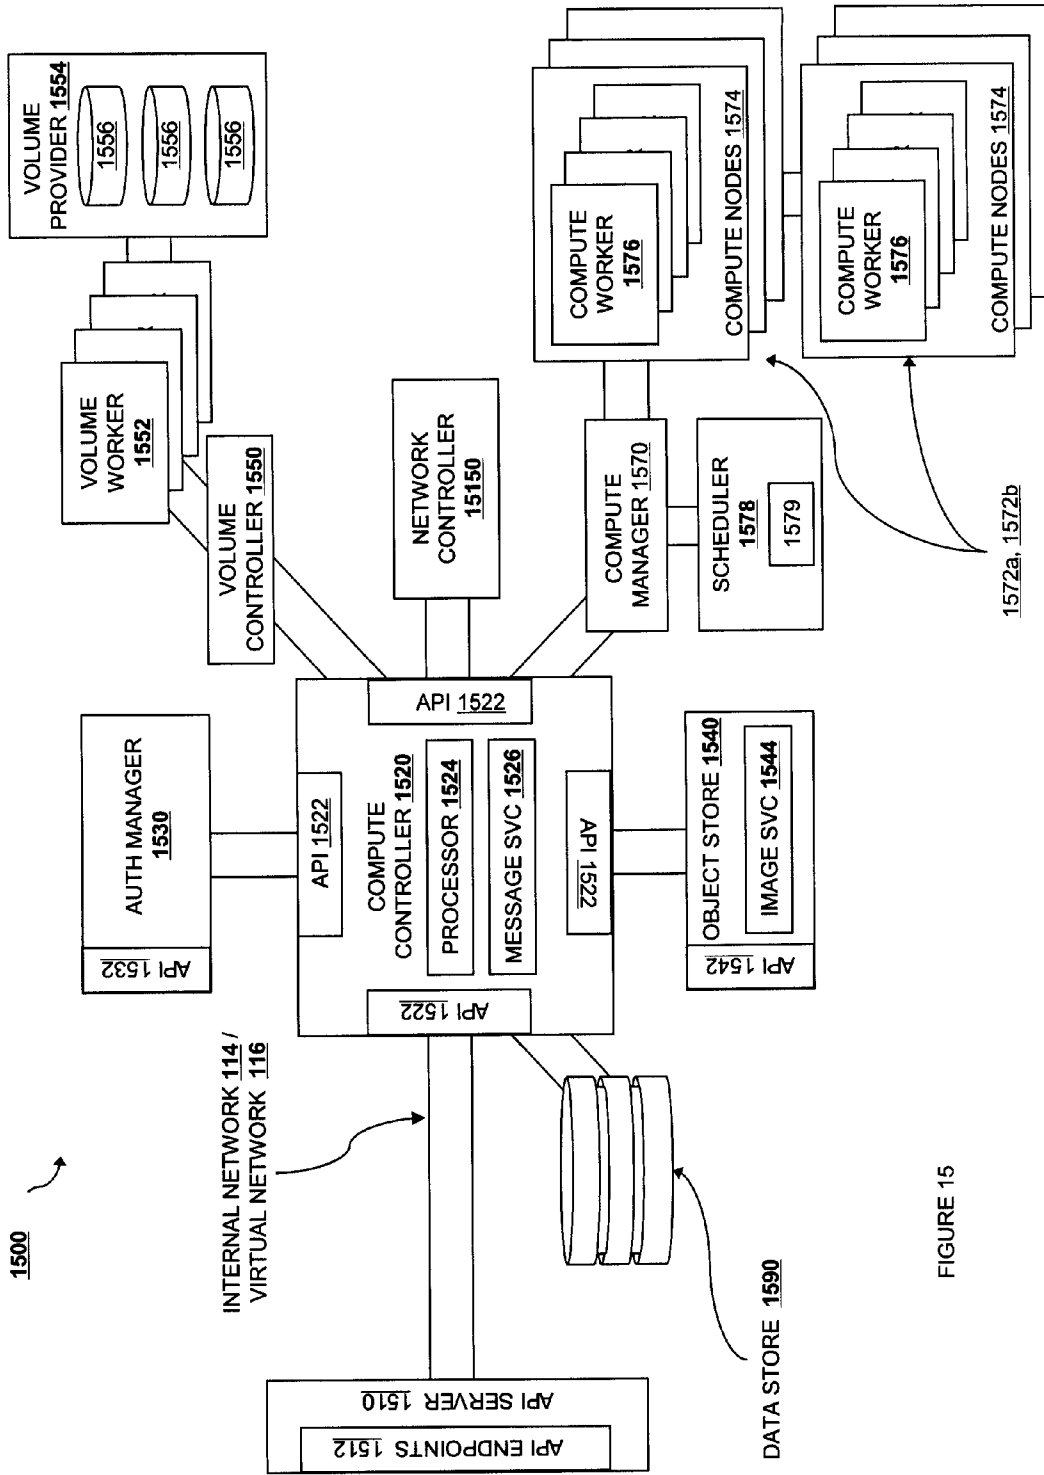 1500
INTERNAL NETWORK 114 /
VIRTUAL NETWORK 116
API SERVER 1510
API ENDPOINTS 1512
DATA STORE 1590
AUTH MANAGER
1530
API 1532
API 1522
API 1522
API 1522
API 1522
COMPUTE
CONTROLLER 1520
PROCESSOR 1524
MESSAGE SVC 1526
OBJECT STORE 1540
IMAGE SVC 1544
API 1542
VOLUME
CONTROLLER 1550
VOLUME
WORKER
1552
VOLUME
PROVIDER 1554
1556
1556
1556
NETWORK
CONTROLLER
15150
COMPUTE
MANAGER 1570
SCHEDULER
1578
1579
COMPUTE
WORKER
1576
COMPUTE NODES 1574
COMPUTE
WORKER
1576
COMPUTE NODES 1574
1572a, 1572b
FIGURE 15